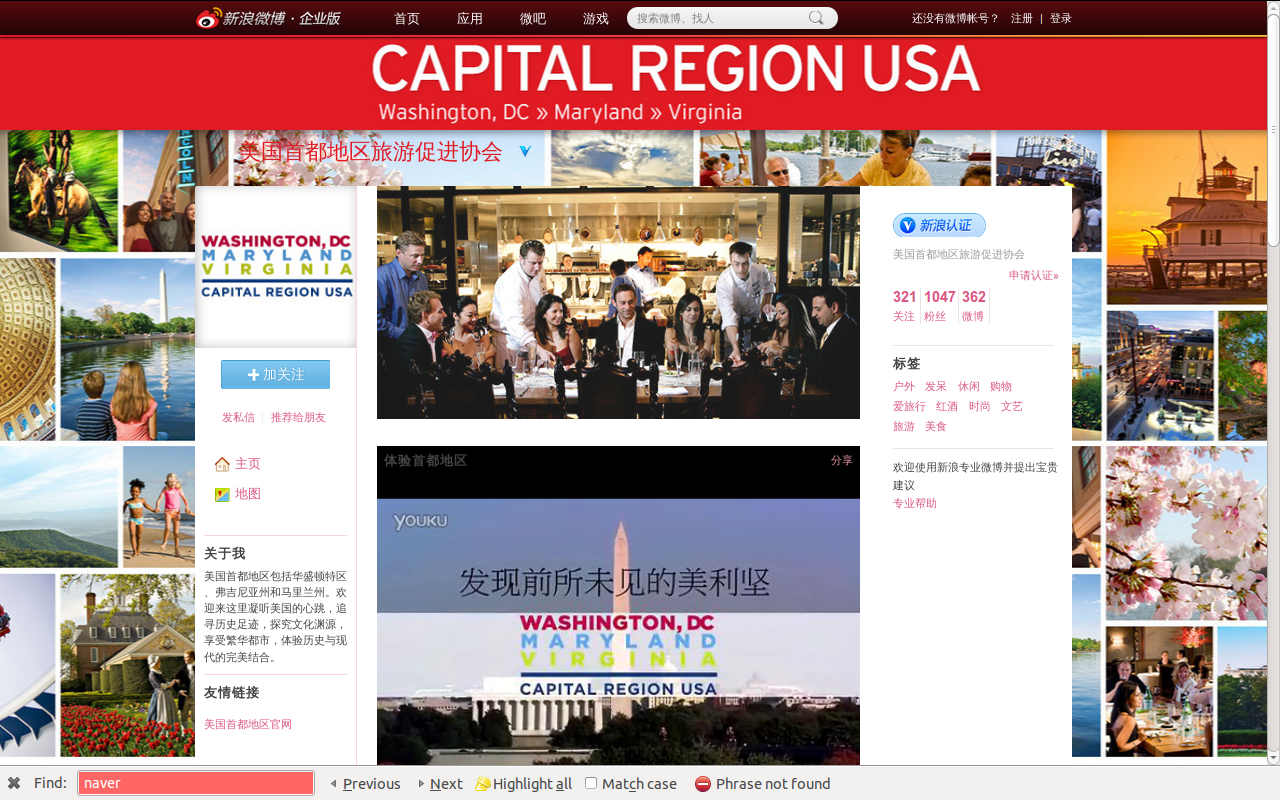 新浪微博·企业版
首页 应用 微吧 游戏
搜索微博、找人
还没有微博帐号？ 注册 | 登录
CAPITAL REGION USA
Washington, DC » Maryland » Virginia
美国首都地区旅游促进协会
WASHINGTON, DC
MARYLAND
VIRGINIA
CAPITAL REGION USA
加关注
发私信 | 推荐给朋友
主页
地图
关于我
美国首都地区包括华盛顿特区
、弗吉尼亚州和马里兰州。欢
迎来这里凝听美国的心跳，追
寻历史足迹，探究文化渊源，
享受繁华都市，体验历史与现
代的完美结合。
友情链接
美国首都地区官网
体验首都地区 分享
YOUKU
发现前所未见的美利坚
WASHINGTON, DC
MARYLAND
VIRGINIA
CAPITAL REGION USA
live
新浪认证
美国首都地区旅游促进协会
申请认证»
321 1047 362
关注 粉丝 微博
标签
户外 发呆 休闲 购物
爱旅行 红酒 时尚 文艺
旅游 美食
欢迎使用新浪专业微博并提出宝贵
建议
专业帮助
Find: naver Previous Next Highlight all Match case Phrase not found